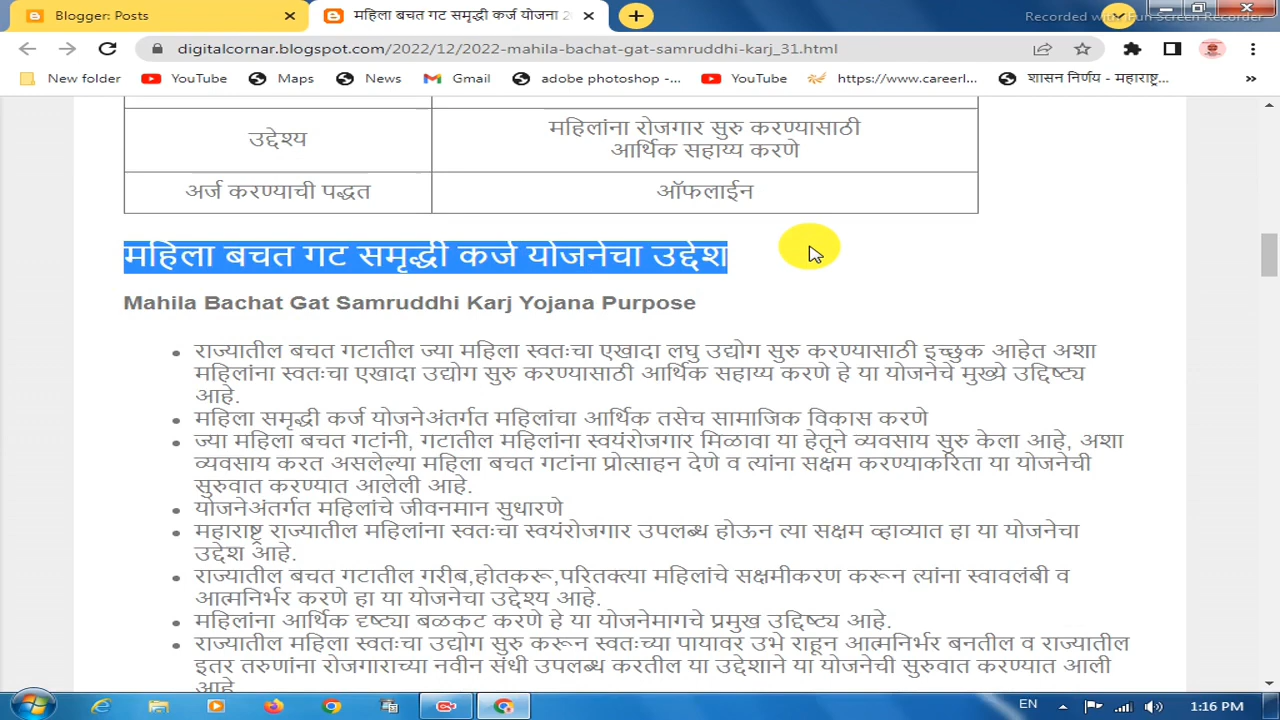 Blogger: Posts
महिला बचत गट समृद्धी कर्ज योजना 2
Recorded with iFun Screen Recorder
digitalcornar.blogspot.com/2022/12/2022-mahila-bachat-gat-samruddhi-karj_31.html
New folder YouTube Maps News Gmail adobe photoshop -... YouTube https://www.careerl... शासन निर्णय - महाराष्ट्र... »
उद्देश्य महिलांना रोजगार सुरु करण्यासाठी
आर्थिक सहाय्य करणे
अर्ज करण्याची पद्धत ऑफलाईन
महिला बचत गट समृद्धी कर्ज योजनेचा उद्देश
Mahila Bachat Gat Samruddhi Karj Yojana Purpose
राज्यातील बचत गटातील ज्या महिला स्वतःचा एखादा लघु उद्योग सुरु करण्यासाठी इच्छुक आहेत अशा
महिलांना स्वतःचा एखादा उद्योग सुरु करण्यासाठी आर्थिक सहाय्य करणे हे या योजनेचे मुख्ये उद्दिष्ट्य
आहे.
महिला समृद्धी कर्ज योजनेअंतर्गत महिलांचा आर्थिक तसेच सामाजिक विकास करणे
ज्या महिला बचत गटांनी, गटातील महिलांना स्वयंरोजगार मिळावा या हेतूने व्यवसाय सुरु केला आहे, अशा
व्यवसाय करत असलेल्या महिला बचत गटांना प्रोत्साहन देणे व त्यांना सक्षम करण्याकरिता या योजनेची
सुरुवात करण्यात आलेली आहे.
योजनेअंतर्गत महिलांचे जीवनमान सुधारणे
महाराष्ट्र राज्यातील महिलांना स्वतःचा स्वयंरोजगार उपलब्ध होऊन त्या सक्षम व्हाव्यात हा या योजनेचा
उद्देश आहे.
राज्यातील बचत गटातील गरीब,होतकरू,परितक्त्या महिलांचे सक्षमीकरण करून त्यांना स्वावलंबी व
आत्मनिर्भर करणे हा या योजनेचा उद्देश्य आहे.
महिलांना आर्थिक दृष्ट्या बळकट करणे हे या योजनेमागचे प्रमुख उद्दिष्ट्य आहे.
राज्यातील महिला स्वतःचा उद्योग सुरु करून स्वतःच्या पायावर उभे राहून आत्मनिर्भर बनतील व राज्यातील
इतर तरुणांना रोजगाराच्या नवीन संधी उपलब्ध करतील या उद्देशाने या योजनेची सुरुवात करण्यात आली
आहे
EN 1:16 PM